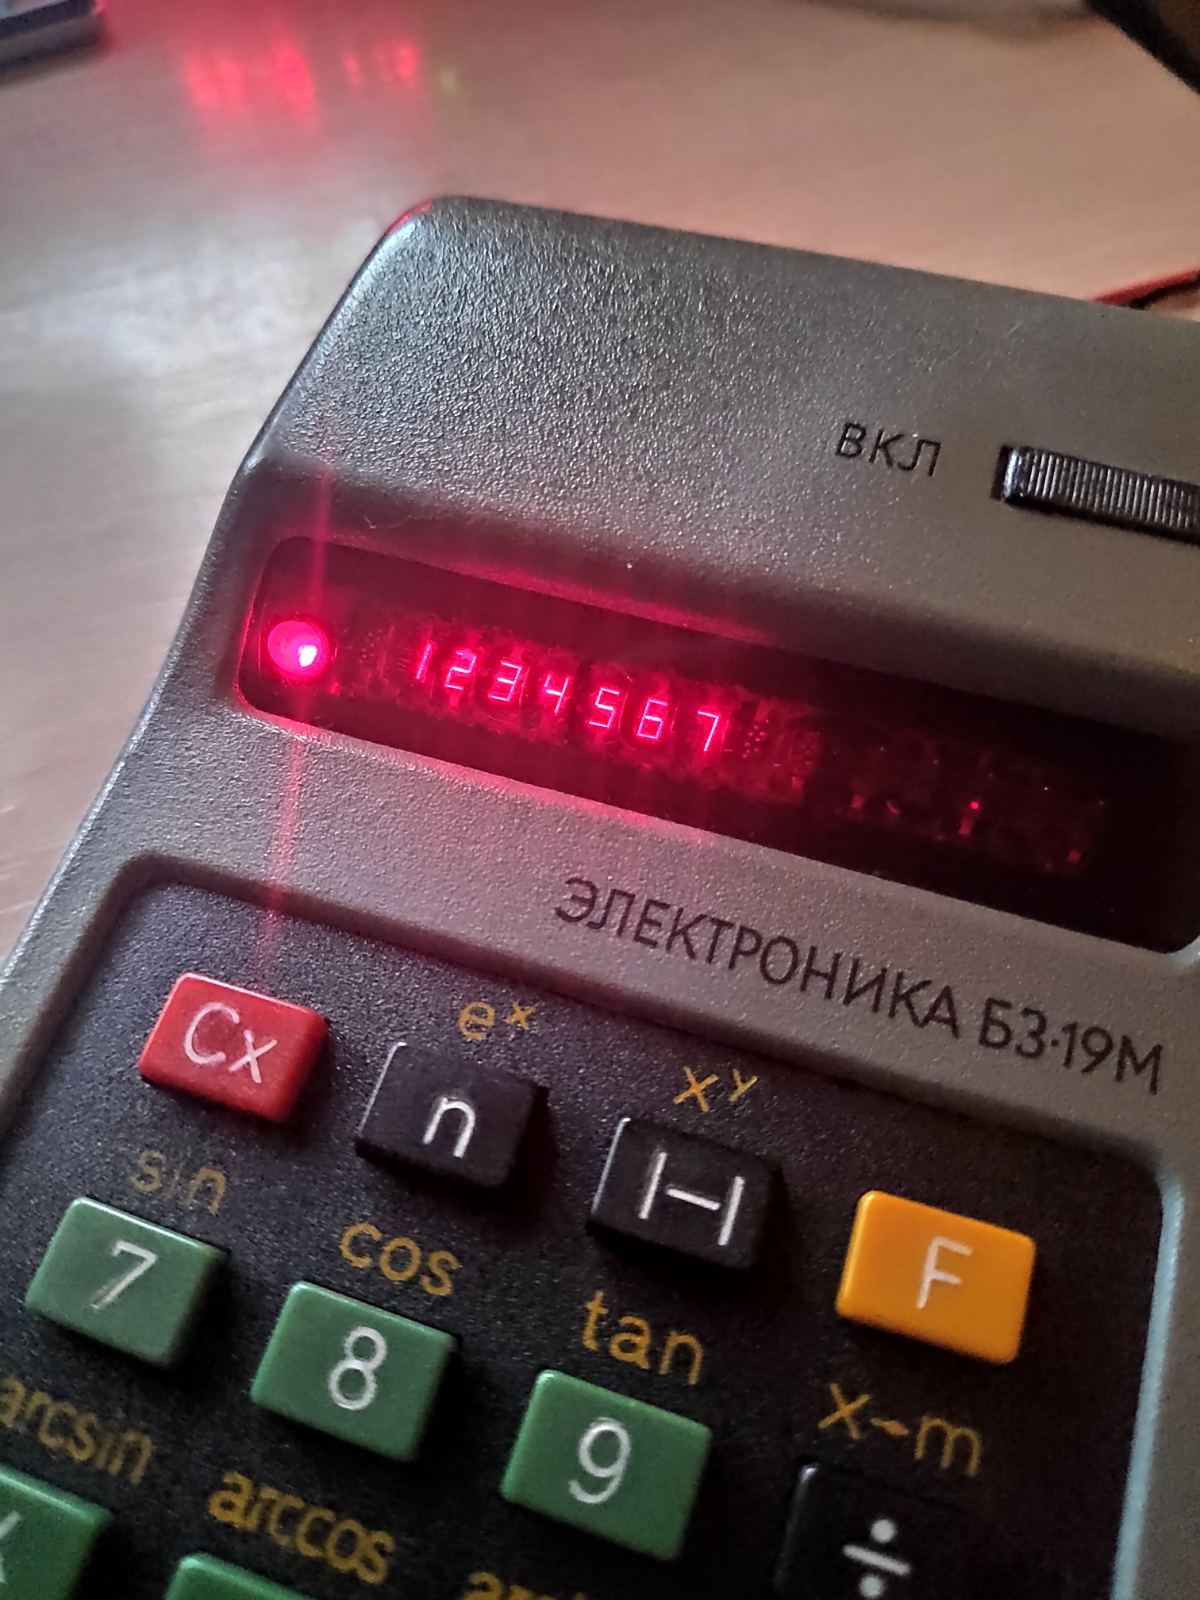 ВКЛ
1234567
ЭЛЕКТРОНИКА Б3·19М
Cx
eˣ
n
xʸ
|–|
F
sin
7
cos
8
tan
9
x→m
÷
arcsin
arccos